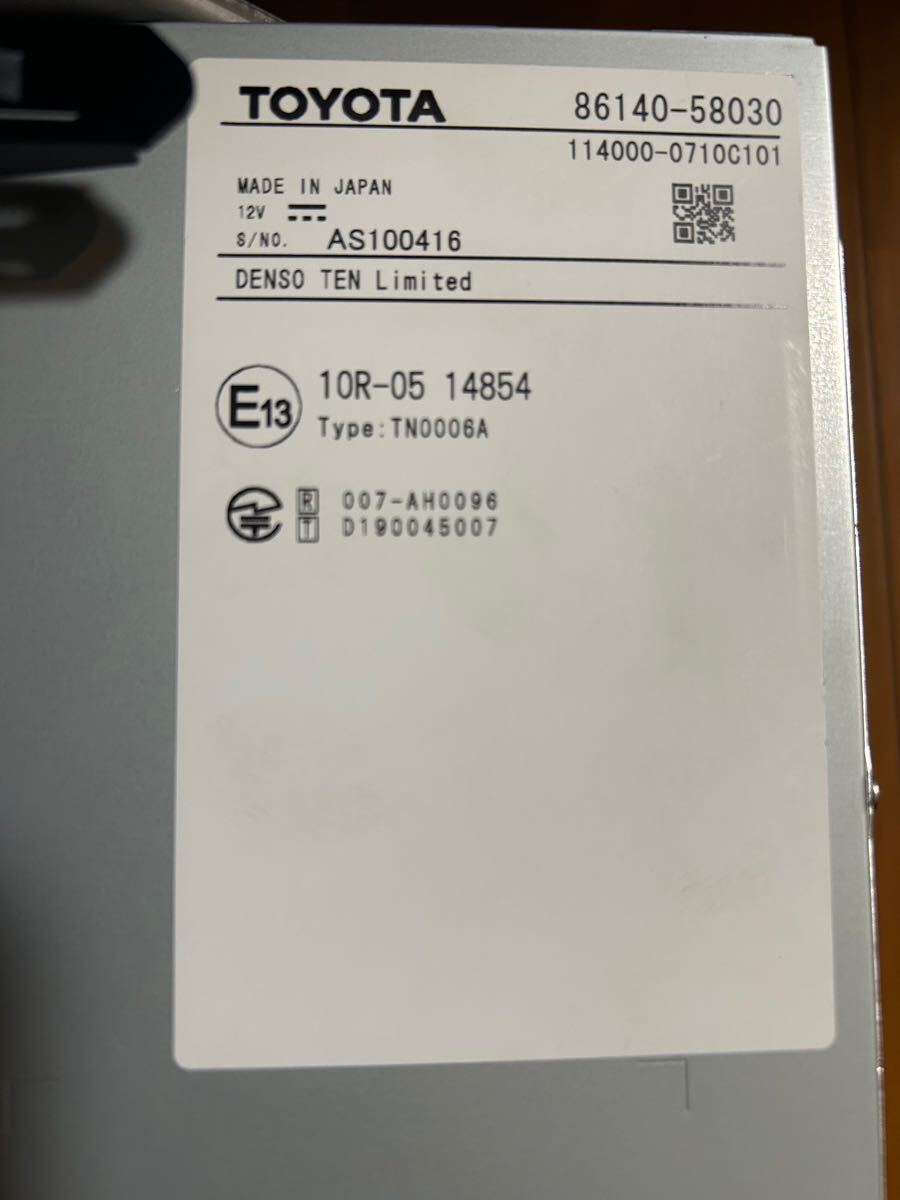 TOYOTA 86140-58030
114000-0710C101
MADE IN JAPAN
12V
S/NO. AS100416
DENSO TEN Limited
E13 10R-05 14854
Type:TN0006A
R 007-AH0096
T D190045007